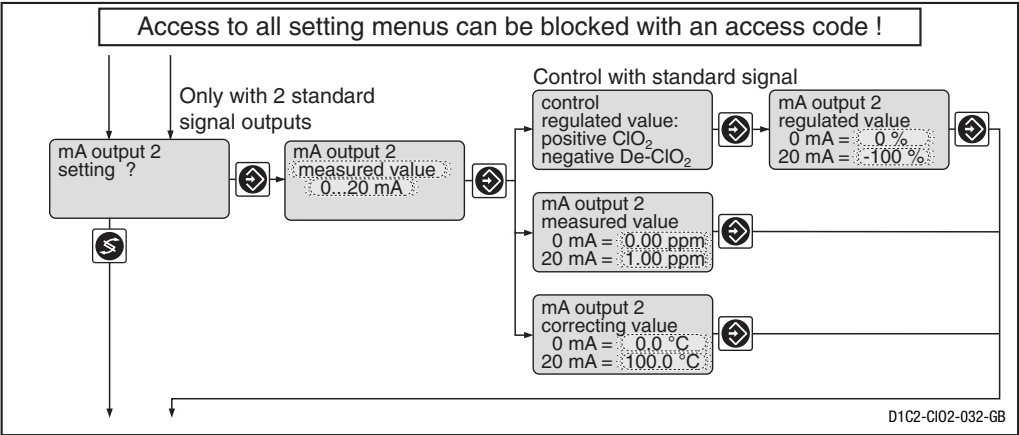 Access to all setting menus can be blocked with an access code !
Only with 2 standard
signal outputs
mA output 2
setting ?
mA output 2
measured value
0...20 mA
Control with standard signal
control
regulated value:
positive ClO₂
negative De-ClO₂
mA output 2
regulated value
0 mA = 0 %
20 mA = -100 %
mA output 2
measured value
0 mA = 0.00 ppm
20 mA = 1.00 ppm
mA output 2
correcting value
0 mA = 0.0 °C
20 mA = 100.0 °C
D1C2-ClO2-032-GB